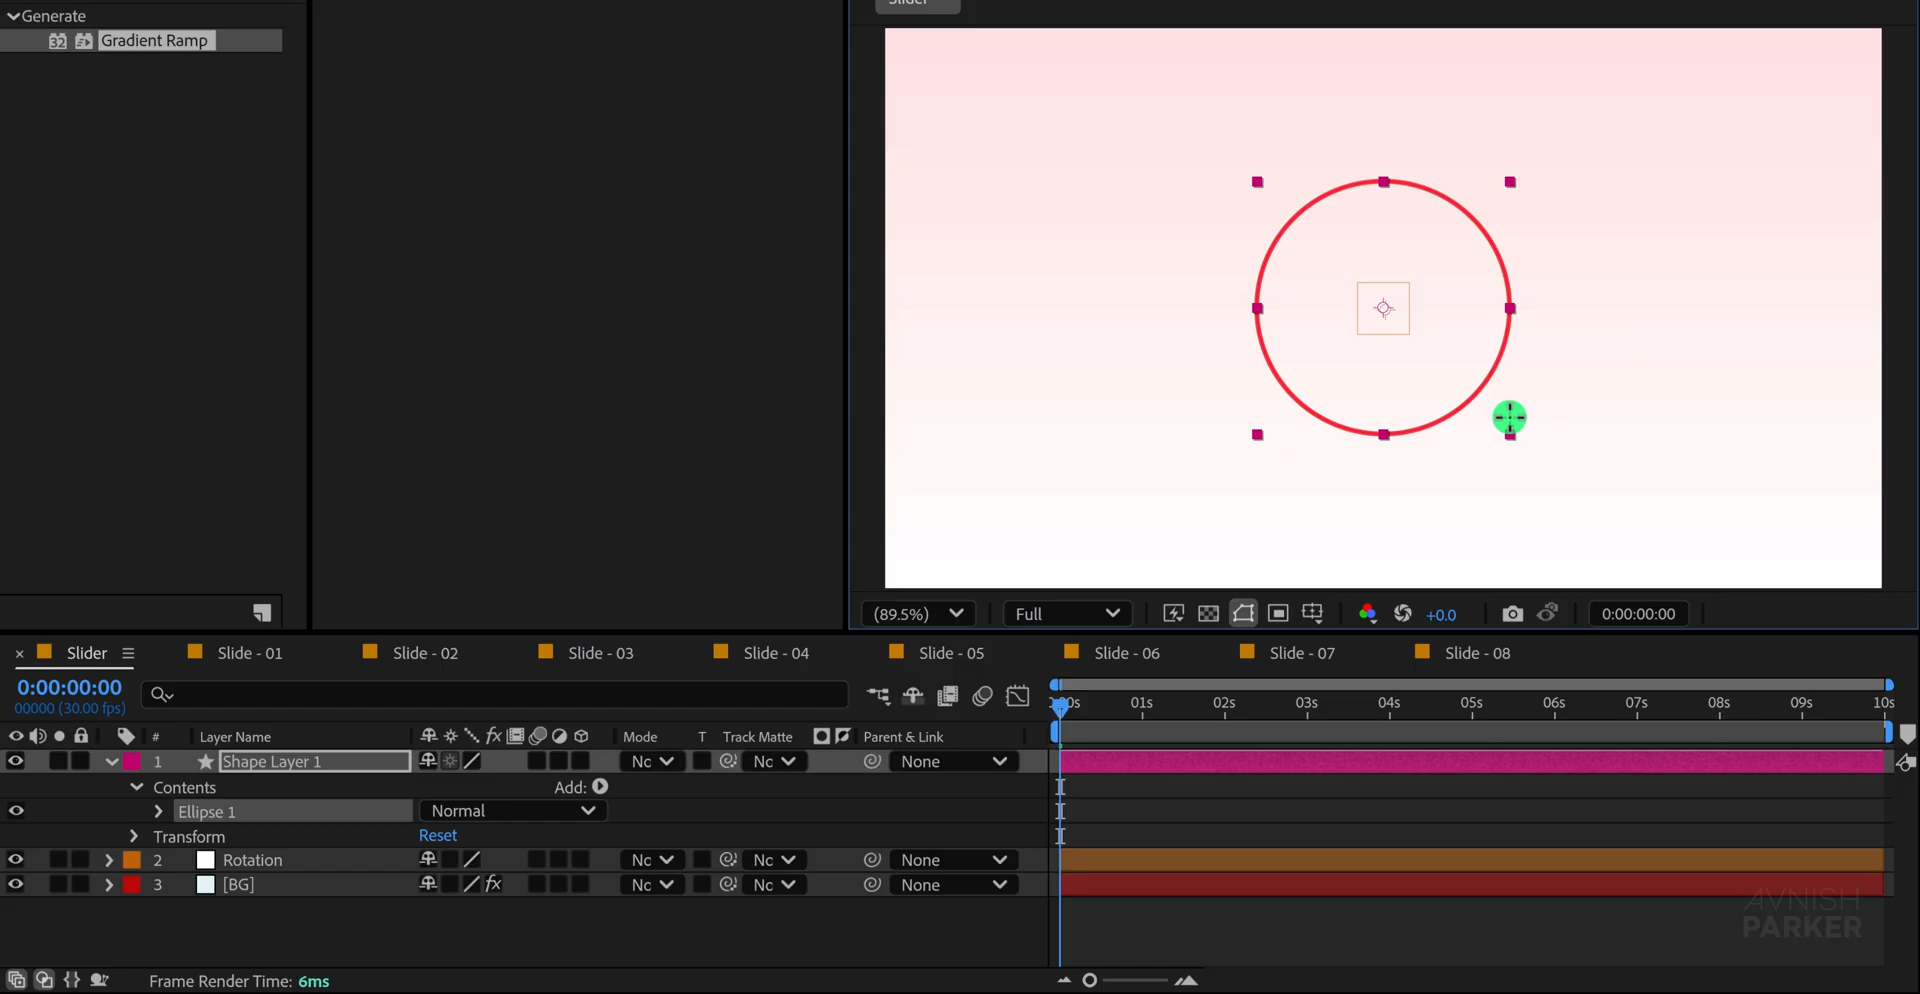 Generate
32 Gradient Ramp
Slider
(89.5%) Full +0.0 0:00:00:00
Slider Slide - 01 Slide - 02 Slide - 03 Slide - 04 Slide - 05 Slide - 06 Slide - 07 Slide - 08
0:00:00:00
00000 (30.00 fps)
01s 02s 03s 04s 05s 06s 07s 08s 09s 10s
# Layer Name fx Mode T Track Matte Parent & Link
1 Shape Layer 1 Nc Nc None
Contents Add:
Ellipse 1 Normal
Transform Reset
2 Rotation Nc Nc None
3 [BG] fx Nc Nc None
AVNISH
PARKER
Frame Render Time: 6ms